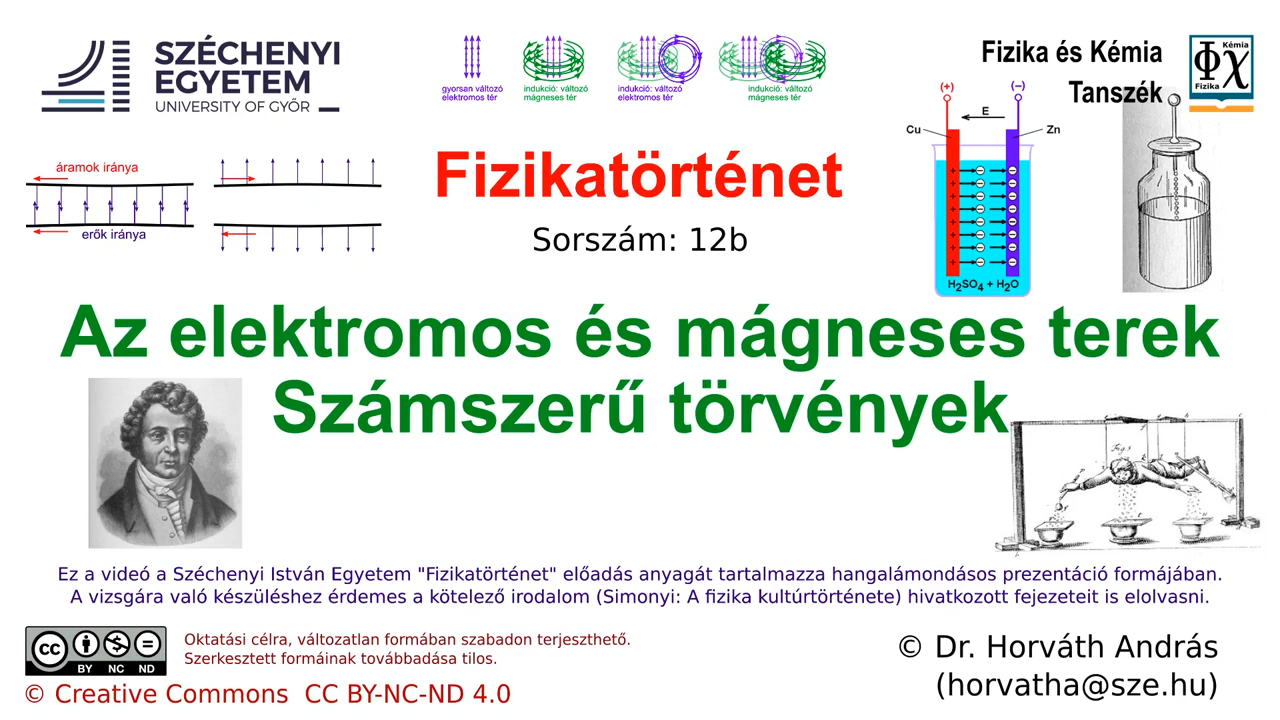 SZÉCHENYI
EGYETEM
UNIVERSITY OF GYŐR
gyorsan változó
elektromos tér
indukció: változó
mágneses tér
indukció: változó
elektromos tér
indukció: változó
mágneses tér
Fizika és Kémia
Tanszék
Kémia
Φχ
Fizika
áramok iránya
erők iránya
Fizikatörténet
Sorszám: 12b
(+)
(−)
E
Cu
Zn
H2SO4 + H2O
Az elektromos és mágneses terek
Számszerű törvények
Ez a videó a Széchenyi István Egyetem "Fizikatörténet" előadás anyagát tartalmazza hangalámondásos prezentáció formájában.
A vizsgára való készüléshez érdemes a kötelező irodalom (Simonyi: A fizika kultúrtörténete) hivatkozott fejezeteit is elolvasni.
cc
BY NC ND
Oktatási célra, változatlan formában szabadon terjeszthető.
Szerkesztett formáinak továbbadása tilos.
© Creative Commons CC BY-NC-ND 4.0
© Dr. Horváth András
(horvatha@sze.hu)